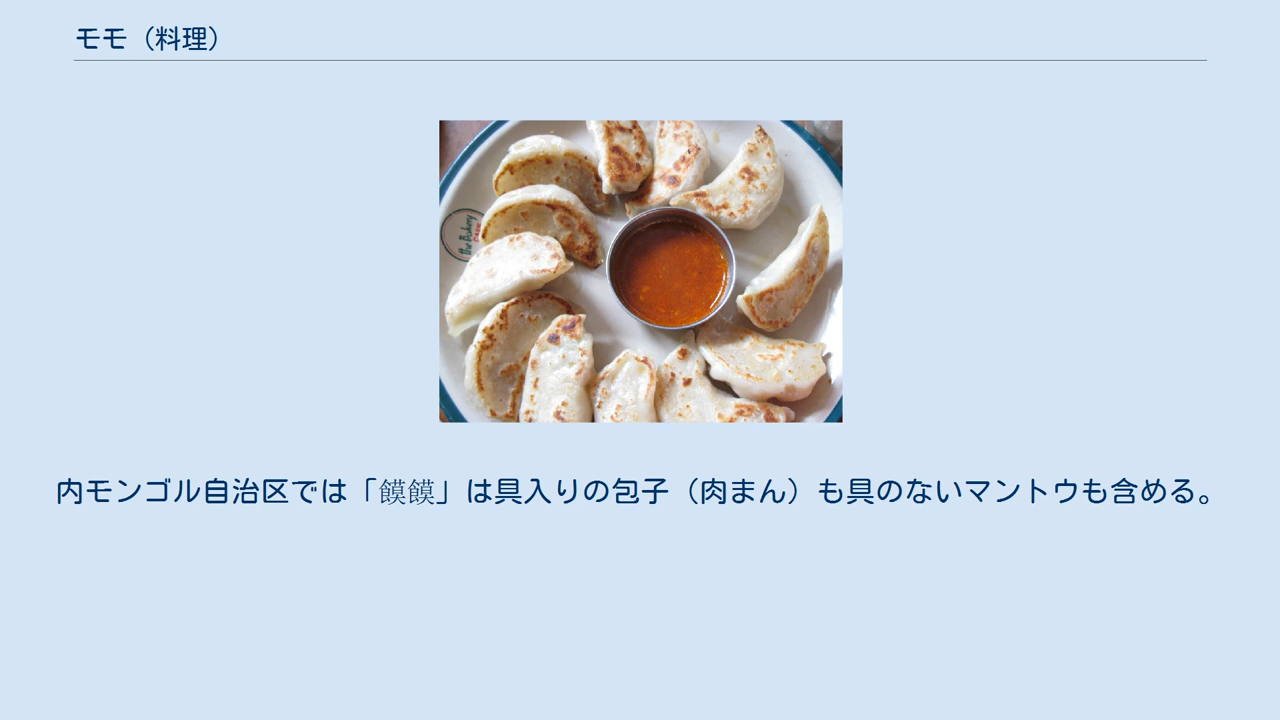 モモ（料理）
the Bakery
内モンゴル自治区では「饃饃」は具入りの包子（肉まん）も具のないマントウも含める。